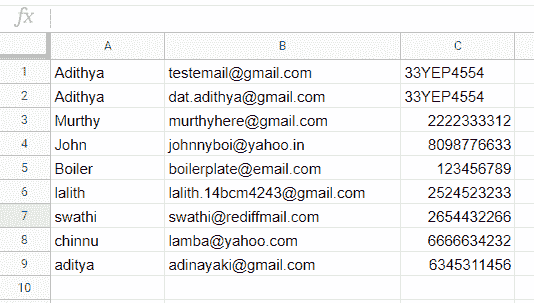 fx
A B C
1 Adithya testemail@gmail.com 33YEP4554
2 Adithya dat.adithya@gmail.com 33YEP4554
3 Murthy murthyhere@gmail.com 2222333312
4 John johnnyboi@yahoo.in 8098776633
5 Boiler boilerplate@email.com 123456789
6 lalith lalith.14bcm4243@gmail.com 2524523233
7 swathi swathi@rediffmail.com 2654432266
8 chinnu lamba@yahoo.com 6666634232
9 aditya adinayaki@gmail.com 6345311456
10